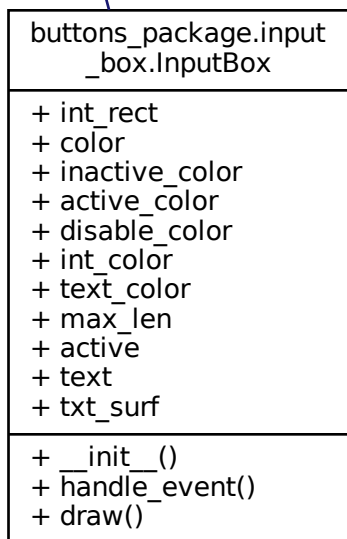 buttons_package.input
_box.InputBox
+ int_rect
+ color
+ inactive_color
+ active_color
+ disable_color
+ int_color
+ text_color
+ max_len
+ active
+ text
+ txt_surf
+ __init__()
+ handle_event()
+ draw()